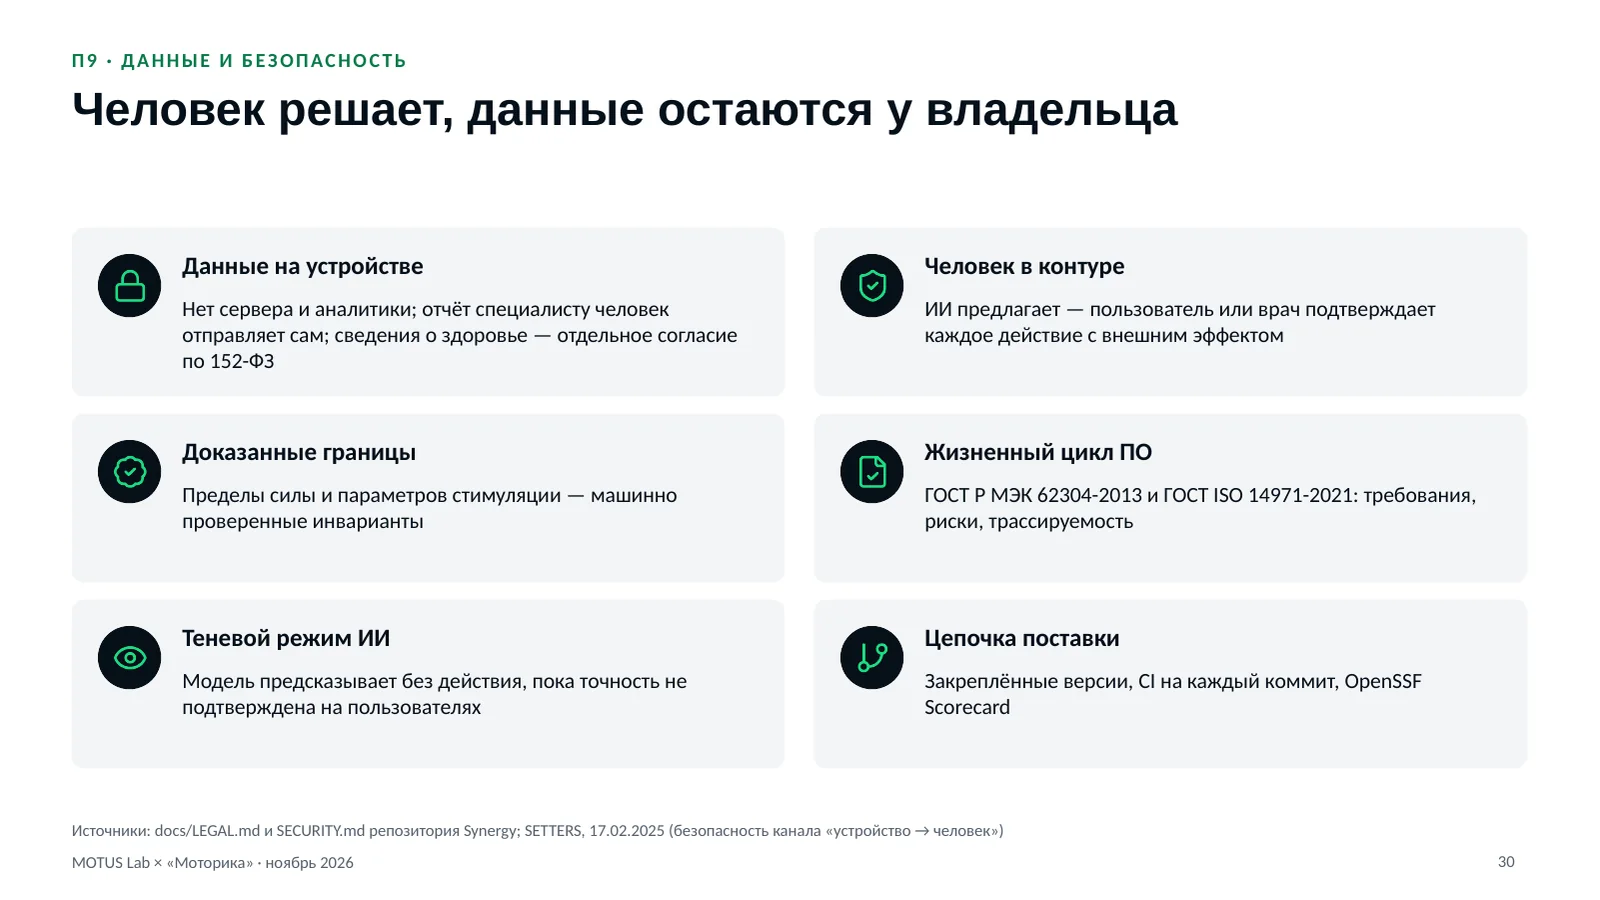 П9 · ДАННЫЕ И БЕЗОПАСНОСТЬ
Человек решает, данные остаются у владельца
Данные на устройстве
Нет сервера и аналитики; отчёт специалисту человек
отправляет сам; сведения о здоровье — отдельное согласие
по 152-ФЗ
Человек в контуре
ИИ предлагает — пользователь или врач подтверждает
каждое действие с внешним эффектом
Доказанные границы
Пределы силы и параметров стимуляции — машинно
проверенные инварианты
Жизненный цикл ПО
ГОСТ Р МЭК 62304-2013 и ГОСТ ISO 14971-2021: требования,
риски, трассируемость
Теневой режим ИИ
Модель предсказывает без действия, пока точность не
подтверждена на пользователях
Цепочка поставки
Закреплённые версии, CI на каждый коммит, OpenSSF
Scorecard
Источники: docs/LEGAL.md и SECURITY.md репозитория Synergy; SETTERS, 17.02.2025 (безопасность канала «устройство → человек»)
MOTUS Lab × «Моторика» · ноябрь 2026
30